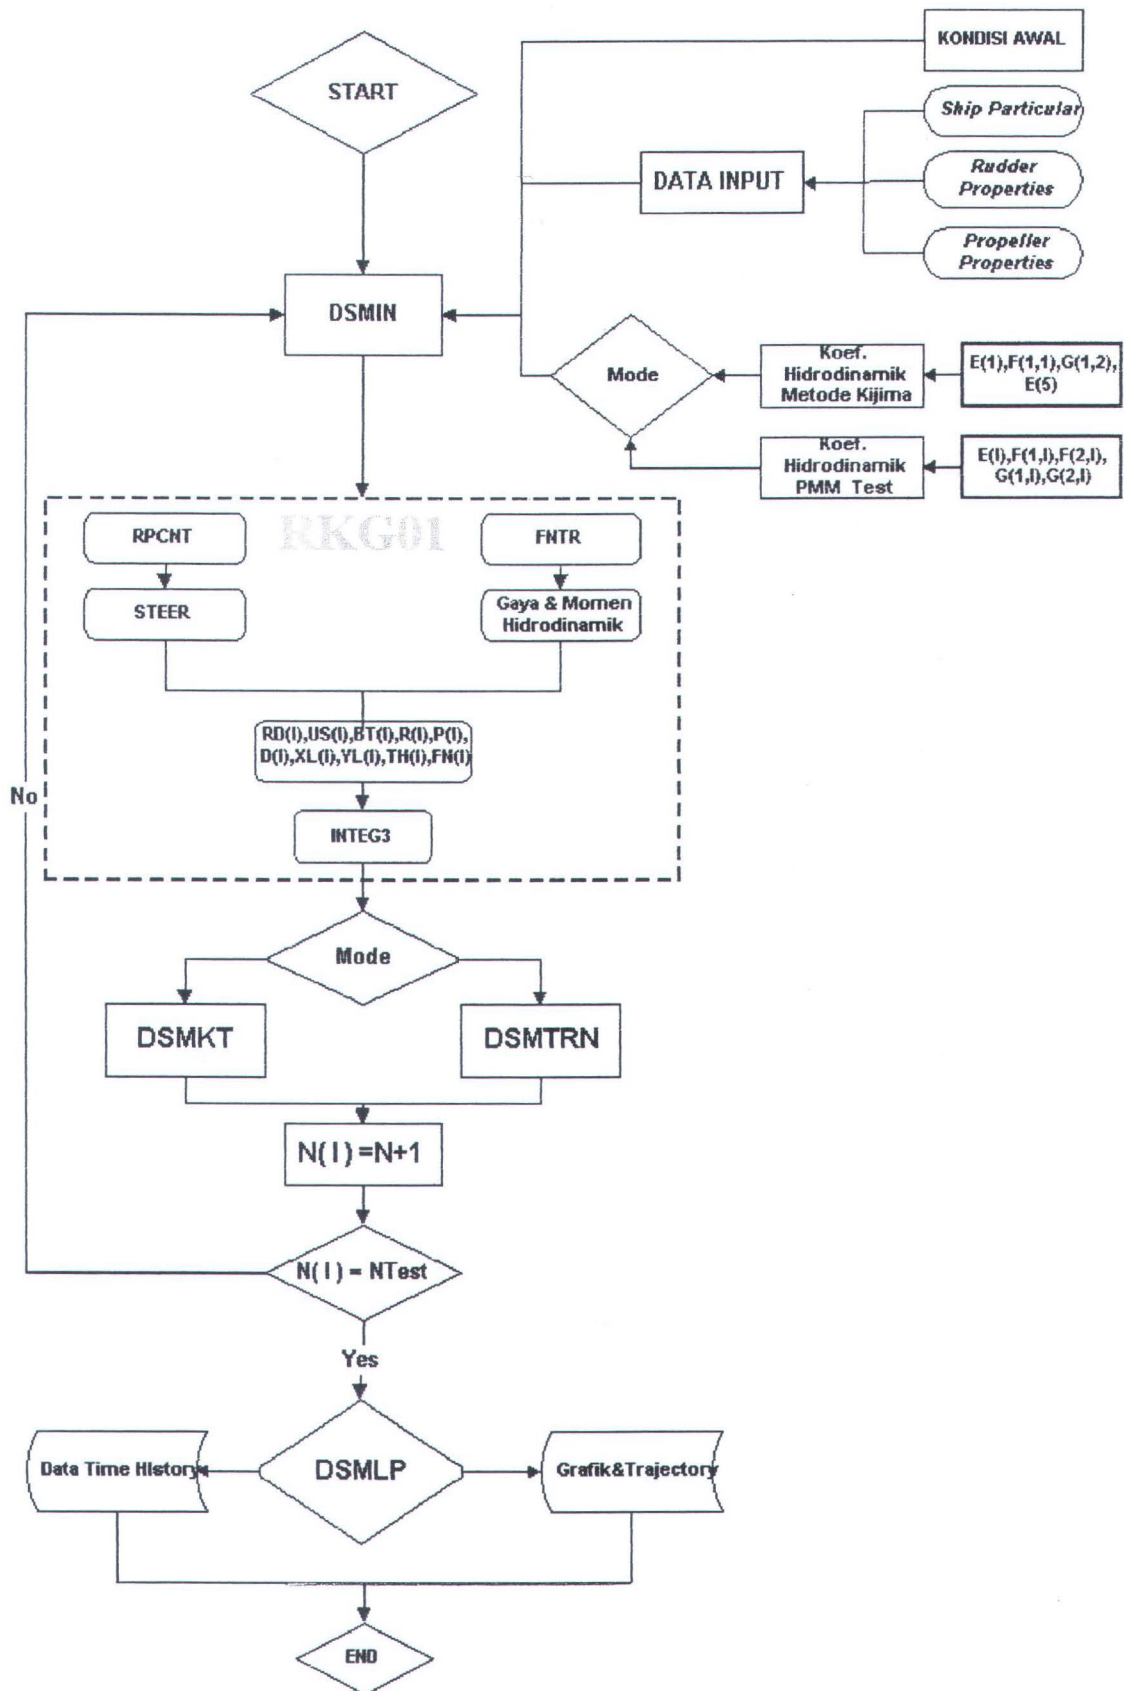 START
KONDISI AWAL
Ship Particular
DATA INPUT
Rudder
Properties
Propeller
Properties
DSMIN
Mode
Koef.
Hidrodinamik
Metode Kijima
E(1),F(1,1),G(1,2),
E(5)
Koef.
Hidrodinamik
PMM Test
E(I),F(1,I),F(2,I),
G(1,I),G(2,I)
RKG01
RPCNT
FNTR
STEER
Gaya & Momen
Hidrodinamik
RD(I),US(I),BT(I),R(I),P(I),
D(I),XL(I),YL(I),TH(I),FN(I)
No
INTEG3
Mode
DSMKT
DSMTRN
N( I ) =N+1
N( I ) = NTest
Yes
Data Time History
DSMLP
Grafik&Trajectory
END